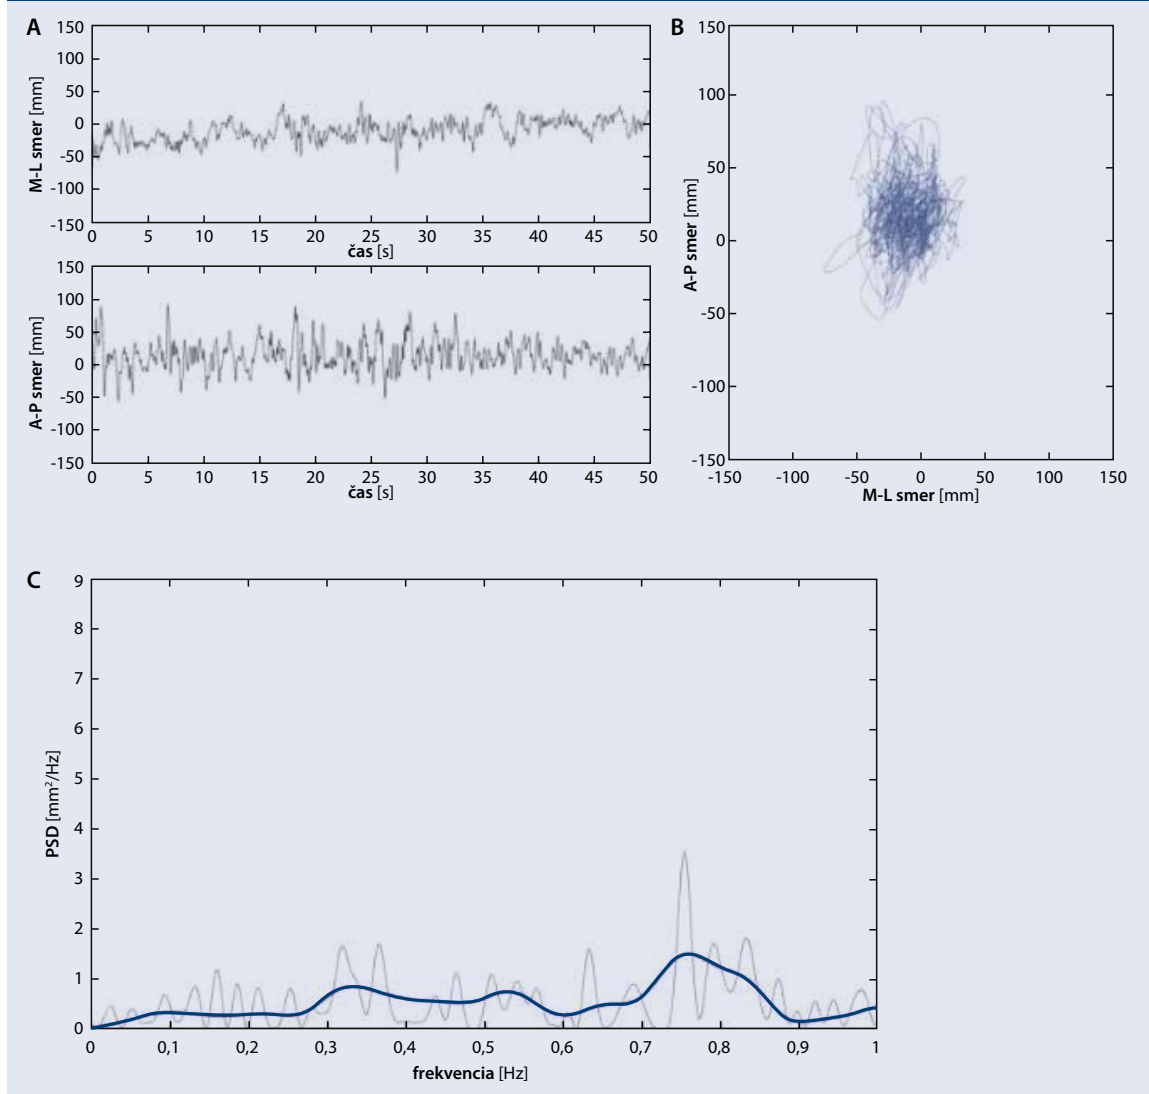 A
150
100
50
0
-50
-100
-150
M-L smer [mm]
0 5 10 15 20 25 30 35 40 45 50
čas [s]
150
100
50
0
-50
-100
-150
A-P smer [mm]
0 5 10 15 20 25 30 35 40 45 50
čas [s]
B
150
100
50
0
-50
-100
-150
A-P smer [mm]
-150 -100 -50 0 50 100 150
M-L smer [mm]
C
9
8
7
6
5
4
3
2
1
0
PSD [mm²/Hz]
0 0,1 0,2 0,3 0,4 0,5 0,6 0,7 0,8 0,9 1
frekvencia [Hz]